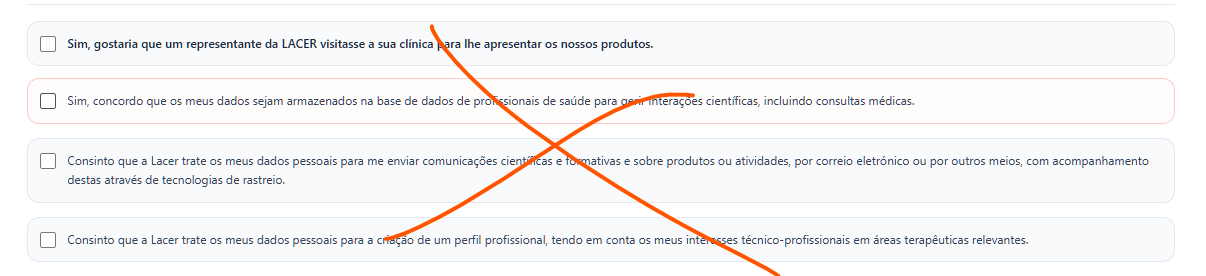 Sim, gostaria que um representante da LACER visitasse a sua clínica para lhe apresentar os nossos produtos.
Sim, concordo que os meus dados sejam armazenados na base de dados de profissionais de saúde para gerir interações científicas, incluindo consultas médicas.
Consinto que a Lacer trate os meus dados pessoais para me enviar comunicações científicas e formativas e sobre produtos ou atividades, por correio eletrónico ou por outros meios, com acompanhamento
destas através de tecnologias de rastreio.
Consinto que a Lacer trate os meus dados pessoais para a criação de um perfil profissional, tendo em conta os meus interesses técnico-profissionais em áreas terapêuticas relevantes.